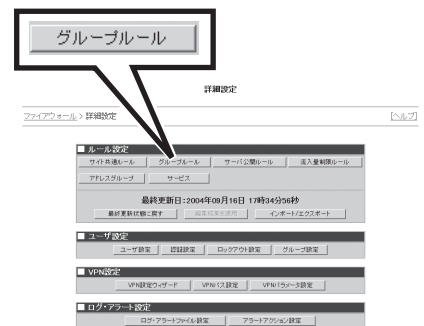 グループルール
詳細設定
ファイアウォール > 詳細設定 [ヘルプ]
■ ルール設定
サイト共通ルール グループルール サーバ公開ルール 流入量制限ルール
アドレスグループ サービス
最終更新日:2004年09月16日 17時34分56秒
最終更新状態に戻す 編集結果を適用 インポート/エクスポート
■ ユーザ設定
ユーザ設定 認証設定 ロックアウト設定 グループ設定
■ VPN設定
VPN設定ウィザード VPNパス設定 VPNパラメータ設定
■ ログ・アラート設定
ログ・アラートファイル設定 アラートアクション設定